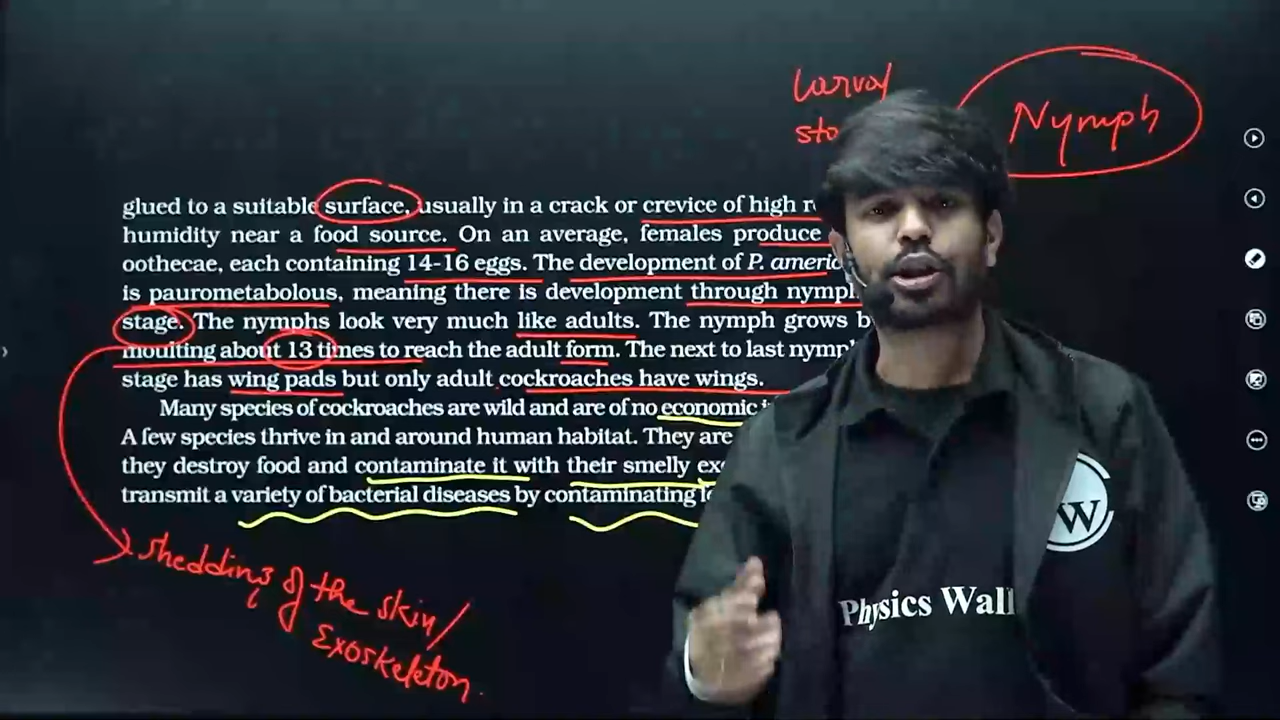 Larval
Nymph
glued to a suitable surface, usually in a crack or crevice of high
humidity near a food source. On an average, females produce
oothecae, each containing 14-16 eggs. The development of P.
is paurometabolous, meaning there is development through
stage. The nymphs look very much like adults. The nymph grows
moulting about 13 times to reach the adult form. The next to last
stage has wing pads but only adult cockroaches have wings.
Many species of cockroaches are wild and are of no economic
A few species thrive in and around human habitat. They are
they destroy food and contaminate it with their smelly
transmit a variety of bacterial diseases by contaminating
shedding of the skin/
Exoskeleton.
W
Physics Wall